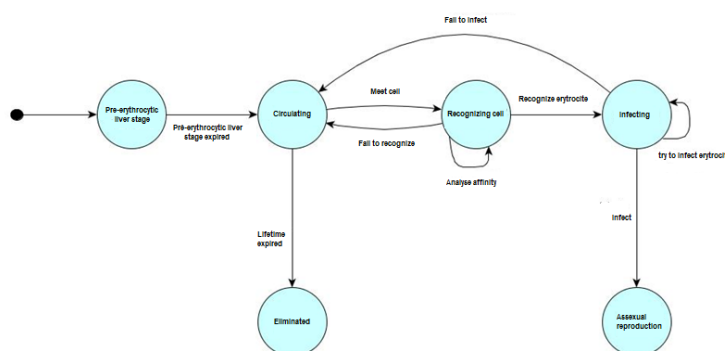 Fail to infect
Pre-erythrocytic
liver stage
Pre-erythrocytic liver
stage expired
Circulating
Meet cell
Fail to recognize
Recognizing cell
Analyse affinity
Recognize erytrocite
Infecting
try to infect erytrocit
Lifetime
expired
Infect
Eliminated
Assexual
reproduction